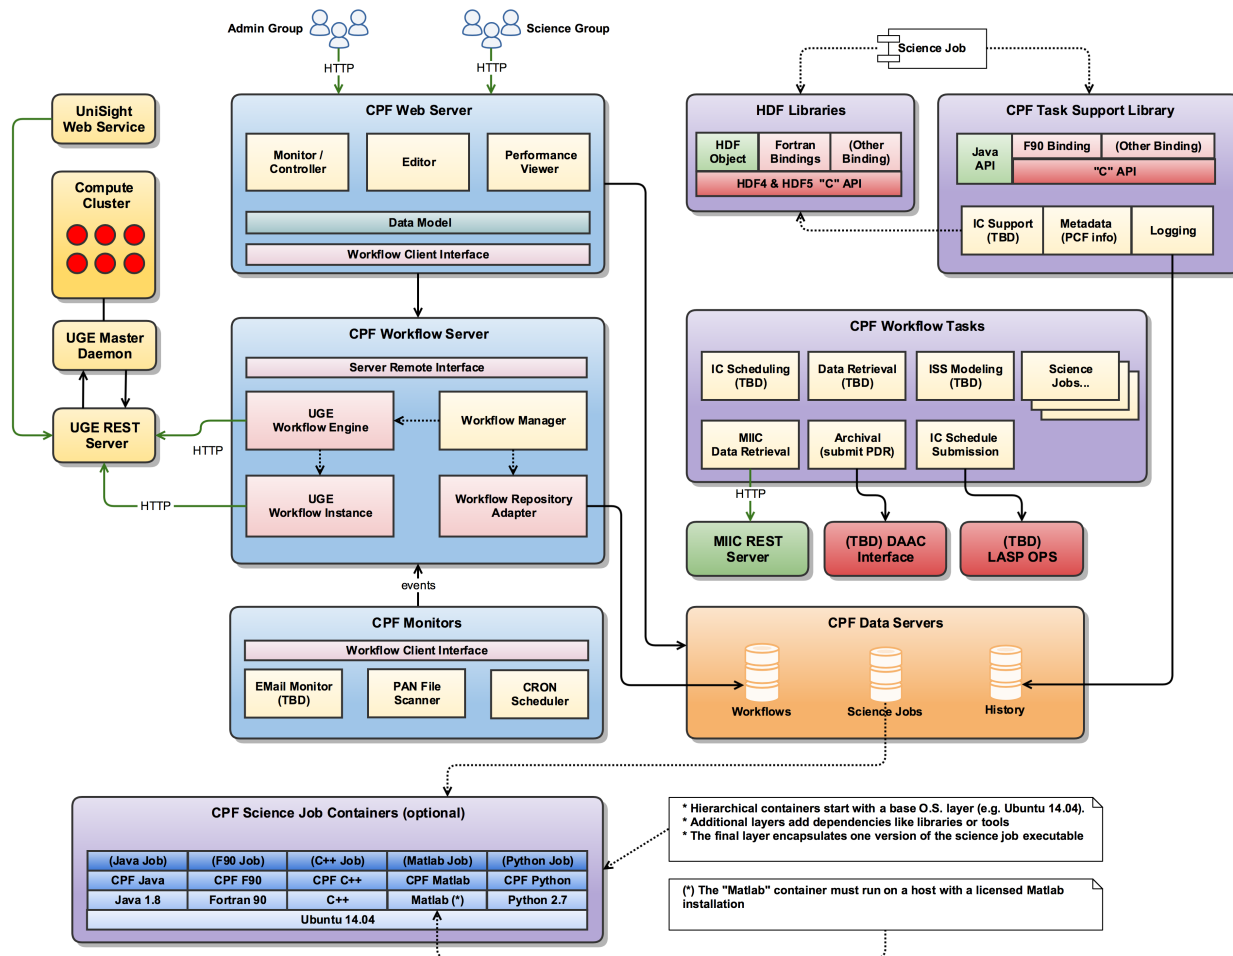 Admin Group
Science Group
HTTP
HTTP
Science Job
UniSight
Web Service
Compute
Cluster
UGE Master
Daemon
UGE REST
Server
CPF Web Server
Monitor /
Controller
Editor
Performance
Viewer
Data Model
Workflow Client Interface
HDF Libraries
HDF
Object
Fortran
Bindings
(Other
Binding)
HDF4 & HDF5 "C" API
CPF Task Support Library
Java
API
F90 Binding
(Other Binding)
"C" API
IC Support
(TBD)
Metadata
(PCF info)
Logging
CPF Workflow Server
Server Remote Interface
UGE
Workflow Engine
Workflow Manager
UGE
Workflow Instance
Workflow Repository
Adapter
HTTP
HTTP
events
CPF Workflow Tasks
IC Scheduling
(TBD)
Data Retrieval
(TBD)
ISS Modeling
(TBD)
Science
Jobs...
MIIC
Data Retrieval
Archival
(submit PDR)
IC Schedule
Submission
HTTP
MIIC REST
Server
(TBD) DAAC
Interface
(TBD)
LASP OPS
CPF Monitors
Workflow Client Interface
EMail Monitor
(TBD)
PAN File
Scanner
CRON
Scheduler
CPF Data Servers
Workflows
Science Jobs
History
CPF Science Job Containers (optional)
(Java Job)
(F90 Job)
(C++ Job)
(Matlab Job)
(Python Job)
CPF Java
CPF F90
CPF C++
CPF Matlab
CPF Python
Java 1.8
Fortran 90
C++
Matlab (*)
Python 2.7
Ubuntu 14.04
* Hierarchical containers start with a base O.S. layer (e.g. Ubuntu 14.04).
* Additional layers add dependencies like libraries or tools
* The final layer encapsulates one version of the science job executable
(*) The "Matlab" container must run on a host with a licensed Matlab
installation